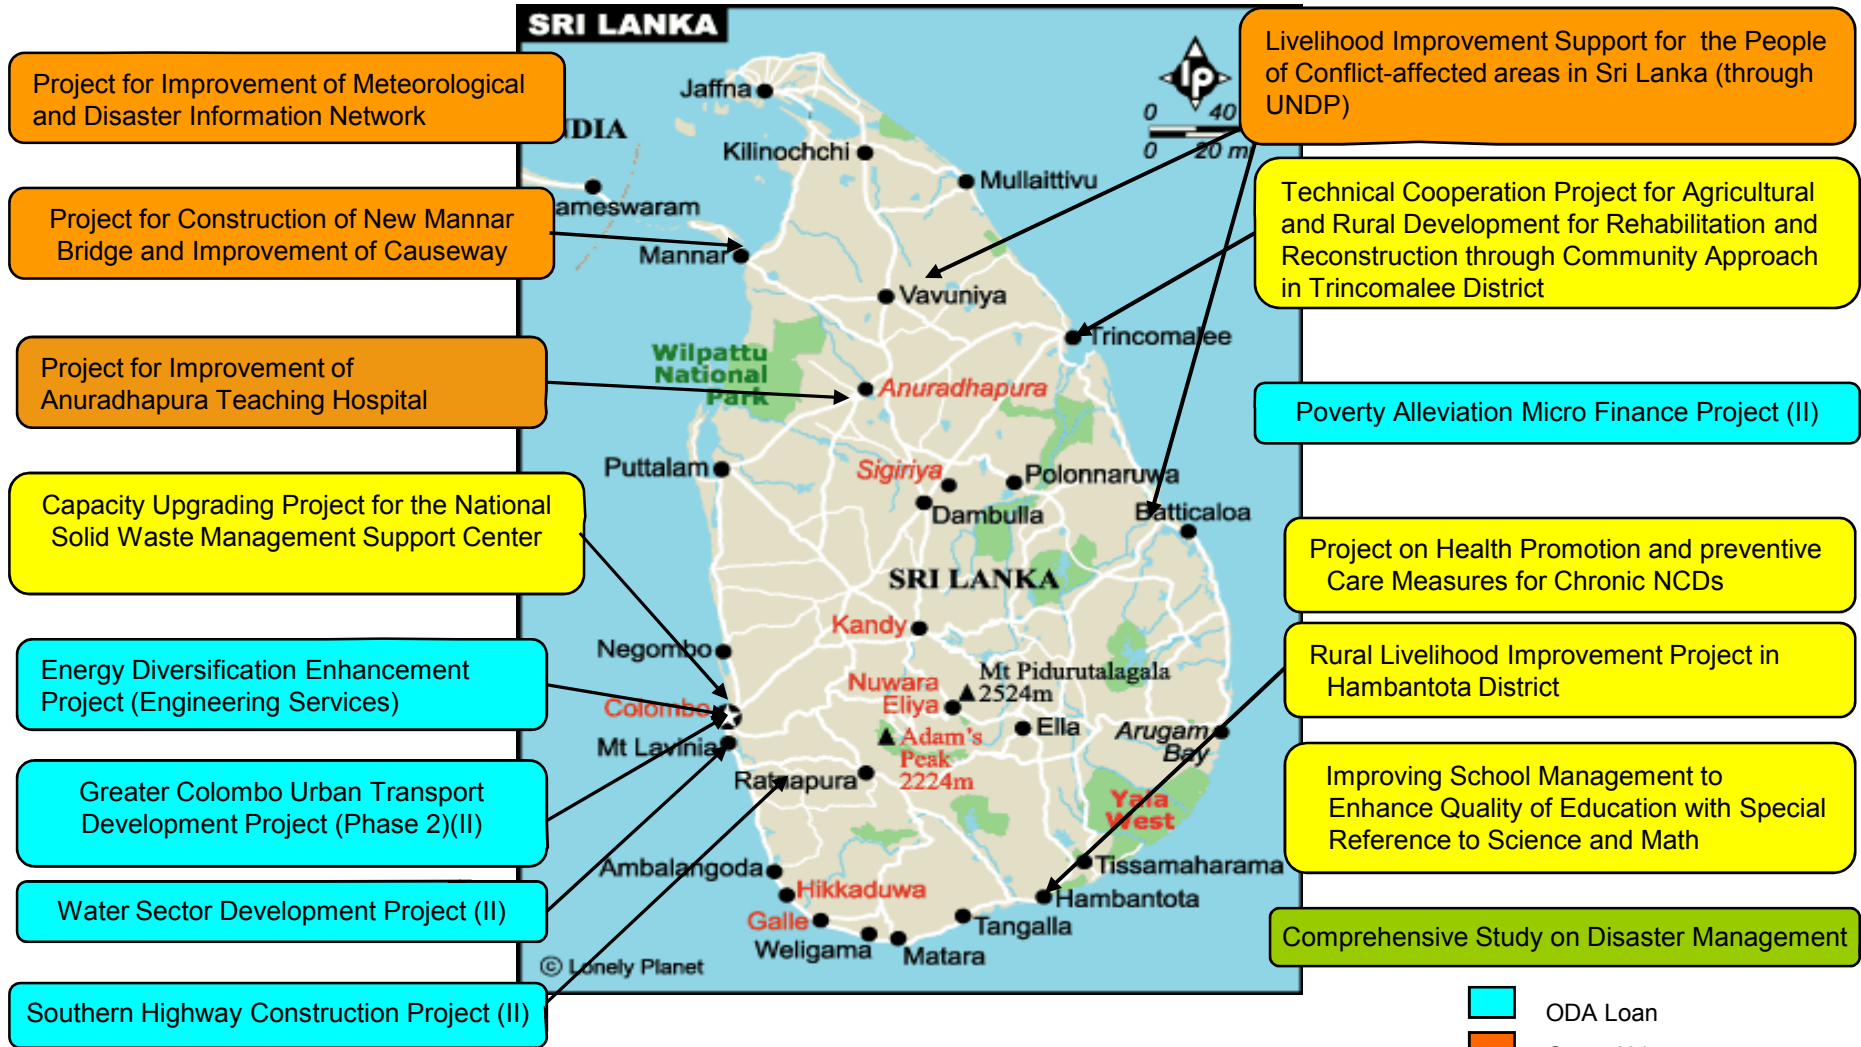 SRI LANKA
Project for Improvement of Meteorological
and Disaster Information Network
Project for Construction of New Mannar
Bridge and Improvement of Causeway
Project for Improvement of
Anuradhapura Teaching Hospital
Capacity Upgrading Project for the National
Solid Waste Management Support Center
Energy Diversification Enhancement
Project (Engineering Services)
Greater Colombo Urban Transport
Development Project (Phase 2)(II)
Water Sector Development Project (II)
Southern Highway Construction Project (II)
Jaffna
NDIA
Kilinochchi
Mullaittivu
ameswaram
Mannar
Vavuniya
Trincomalee
Wilpattu
National
Park
Anuradhapura
Puttalam
Sigiriya
Polonnaruwa
Dambulla
Batticaloa
SRI LANKA
Kandy
Negombo
Mt Pidurutalagala
2524m
Nuwara
Eliya
Colombo
Ella
Arugam
Bay
Mt Lavinia
Adam's
Peak
2224m
Ratnapura
Yala
West
Ambalangoda
Tissamaharama
Hikkaduwa
Hambantota
Galle
Tangalla
Weligama
Matara
© Lonely Planet
lp
0 40
0 20 m
Livelihood Improvement Support for the People
of Conflict-affected areas in Sri Lanka (through
UNDP)
Technical Cooperation Project for Agricultural
and Rural Development for Rehabilitation and
Reconstruction through Community Approach
in Trincomalee District
Poverty Alleviation Micro Finance Project (II)
Project on Health Promotion and preventive
Care Measures for Chronic NCDs
Rural Livelihood Improvement Project in
Hambantota District
Improving School Management to
Enhance Quality of Education with Special
Reference to Science and Math
Comprehensive Study on Disaster Management
ODA Loan